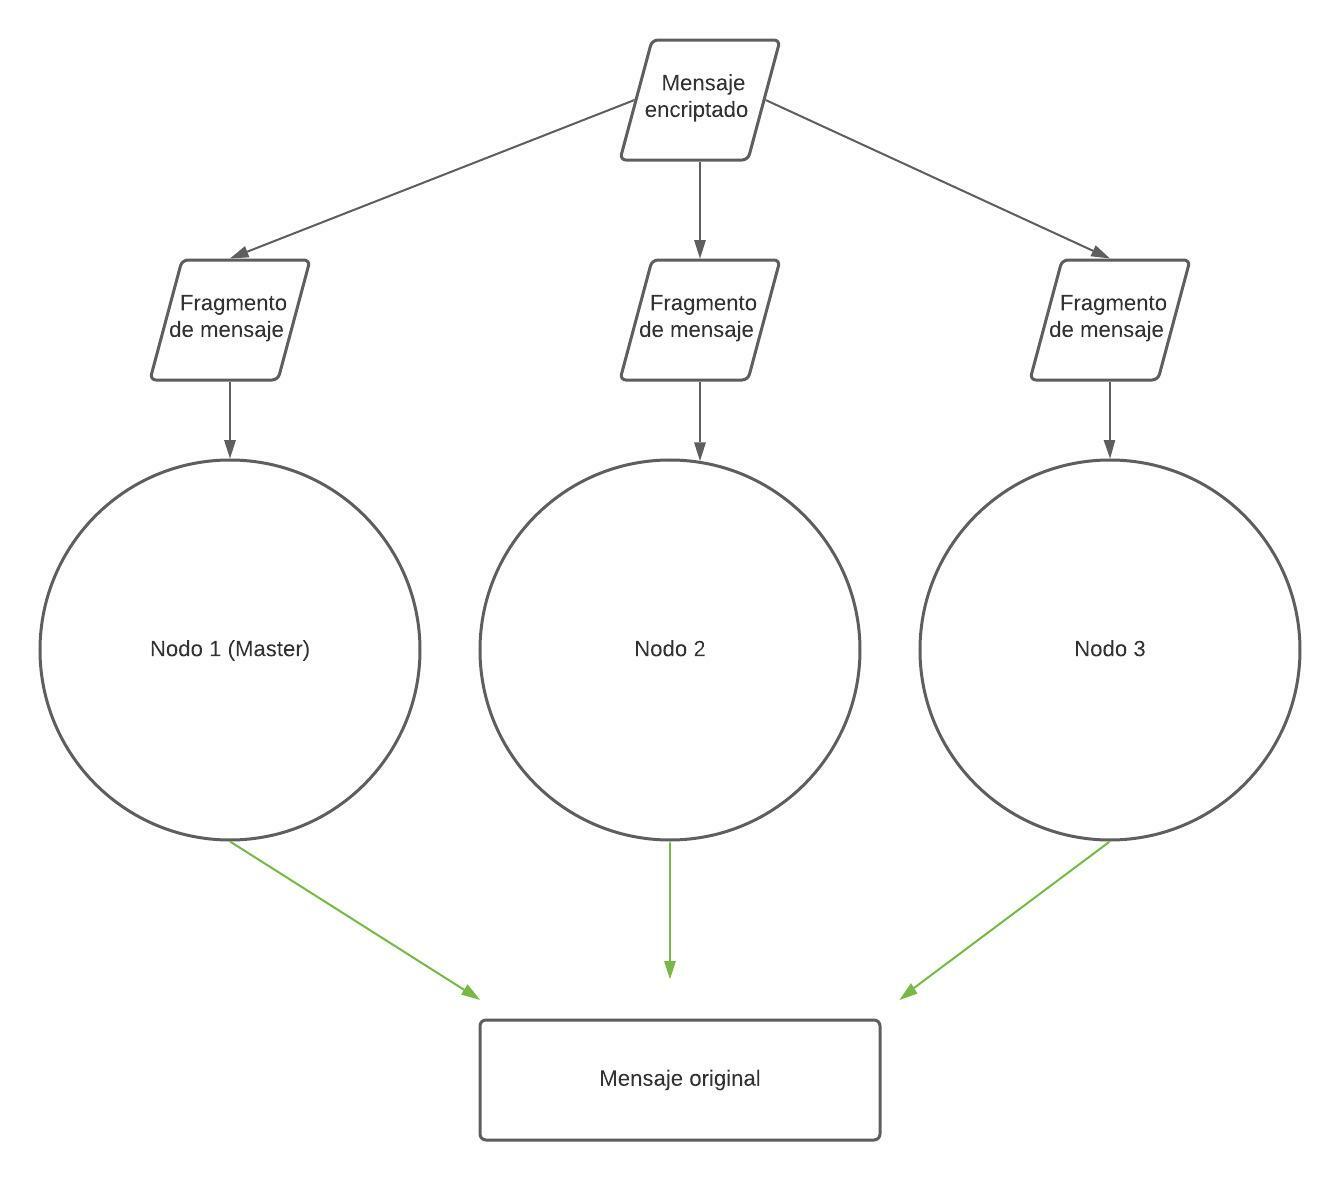 Mensaje
encriptado
Fragmento
de mensaje
Fragmento
de mensaje
Fragmento
de mensaje
Nodo 1 (Master)
Nodo 2
Nodo 3
Mensaje original